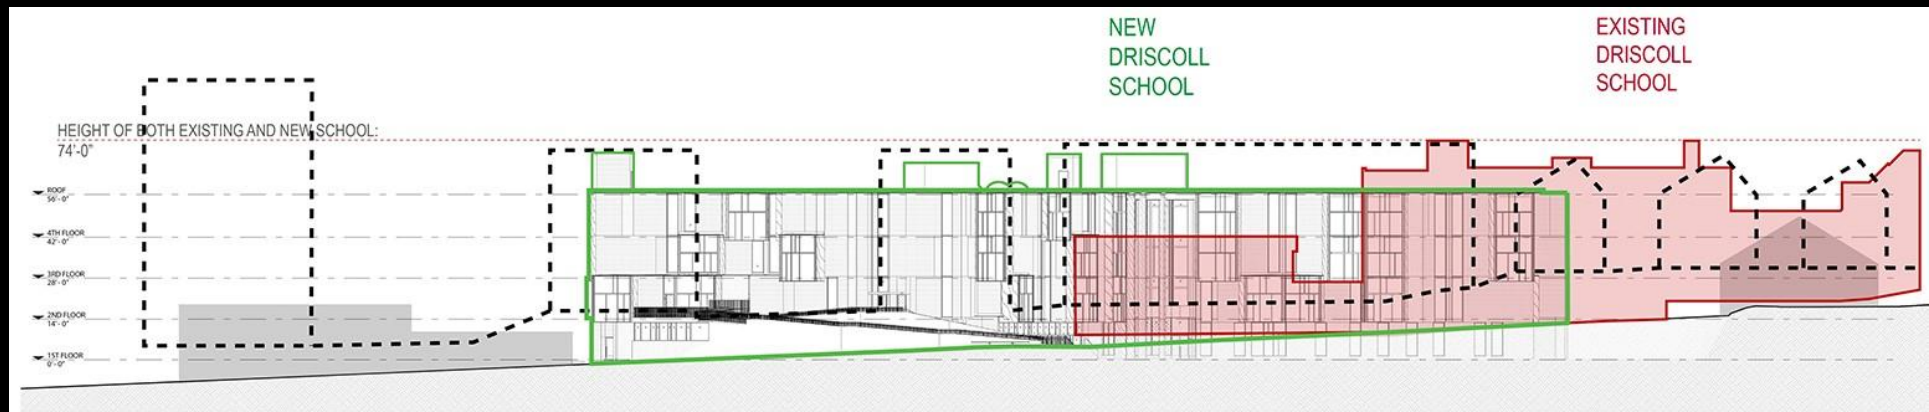 NEW
DRISCOLL
SCHOOL
EXISTING
DRISCOLL
SCHOOL
HEIGHT OF BOTH EXISTING AND NEW SCHOOL:
74'-0"
ROOF
56'-0"
4TH FLOOR
42'-0"
3RD FLOOR
28'-0"
2ND FLOOR
14'-0"
1ST FLOOR
0'-0"